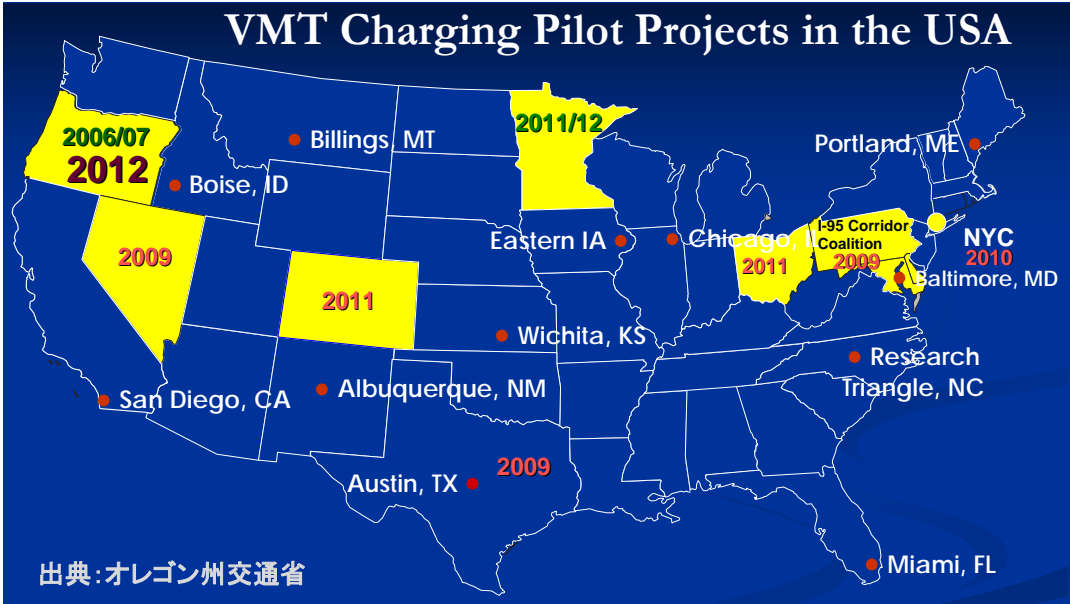 VMT Charging Pilot Projects in the USA
2006/07
2012
2011/12
Billings, MT
Portland, ME
Boise, ID
Eastern IA
Chicago, IL
I-95 Corridor
Coalition
2009
NYC
2010
2009
2011
2011
Baltimore, MD
Wichita, KS
Research
Triangle, NC
San Diego, CA
Albuquerque, NM
2009
Austin, TX
Miami, FL
出典：オレゴン州交通省